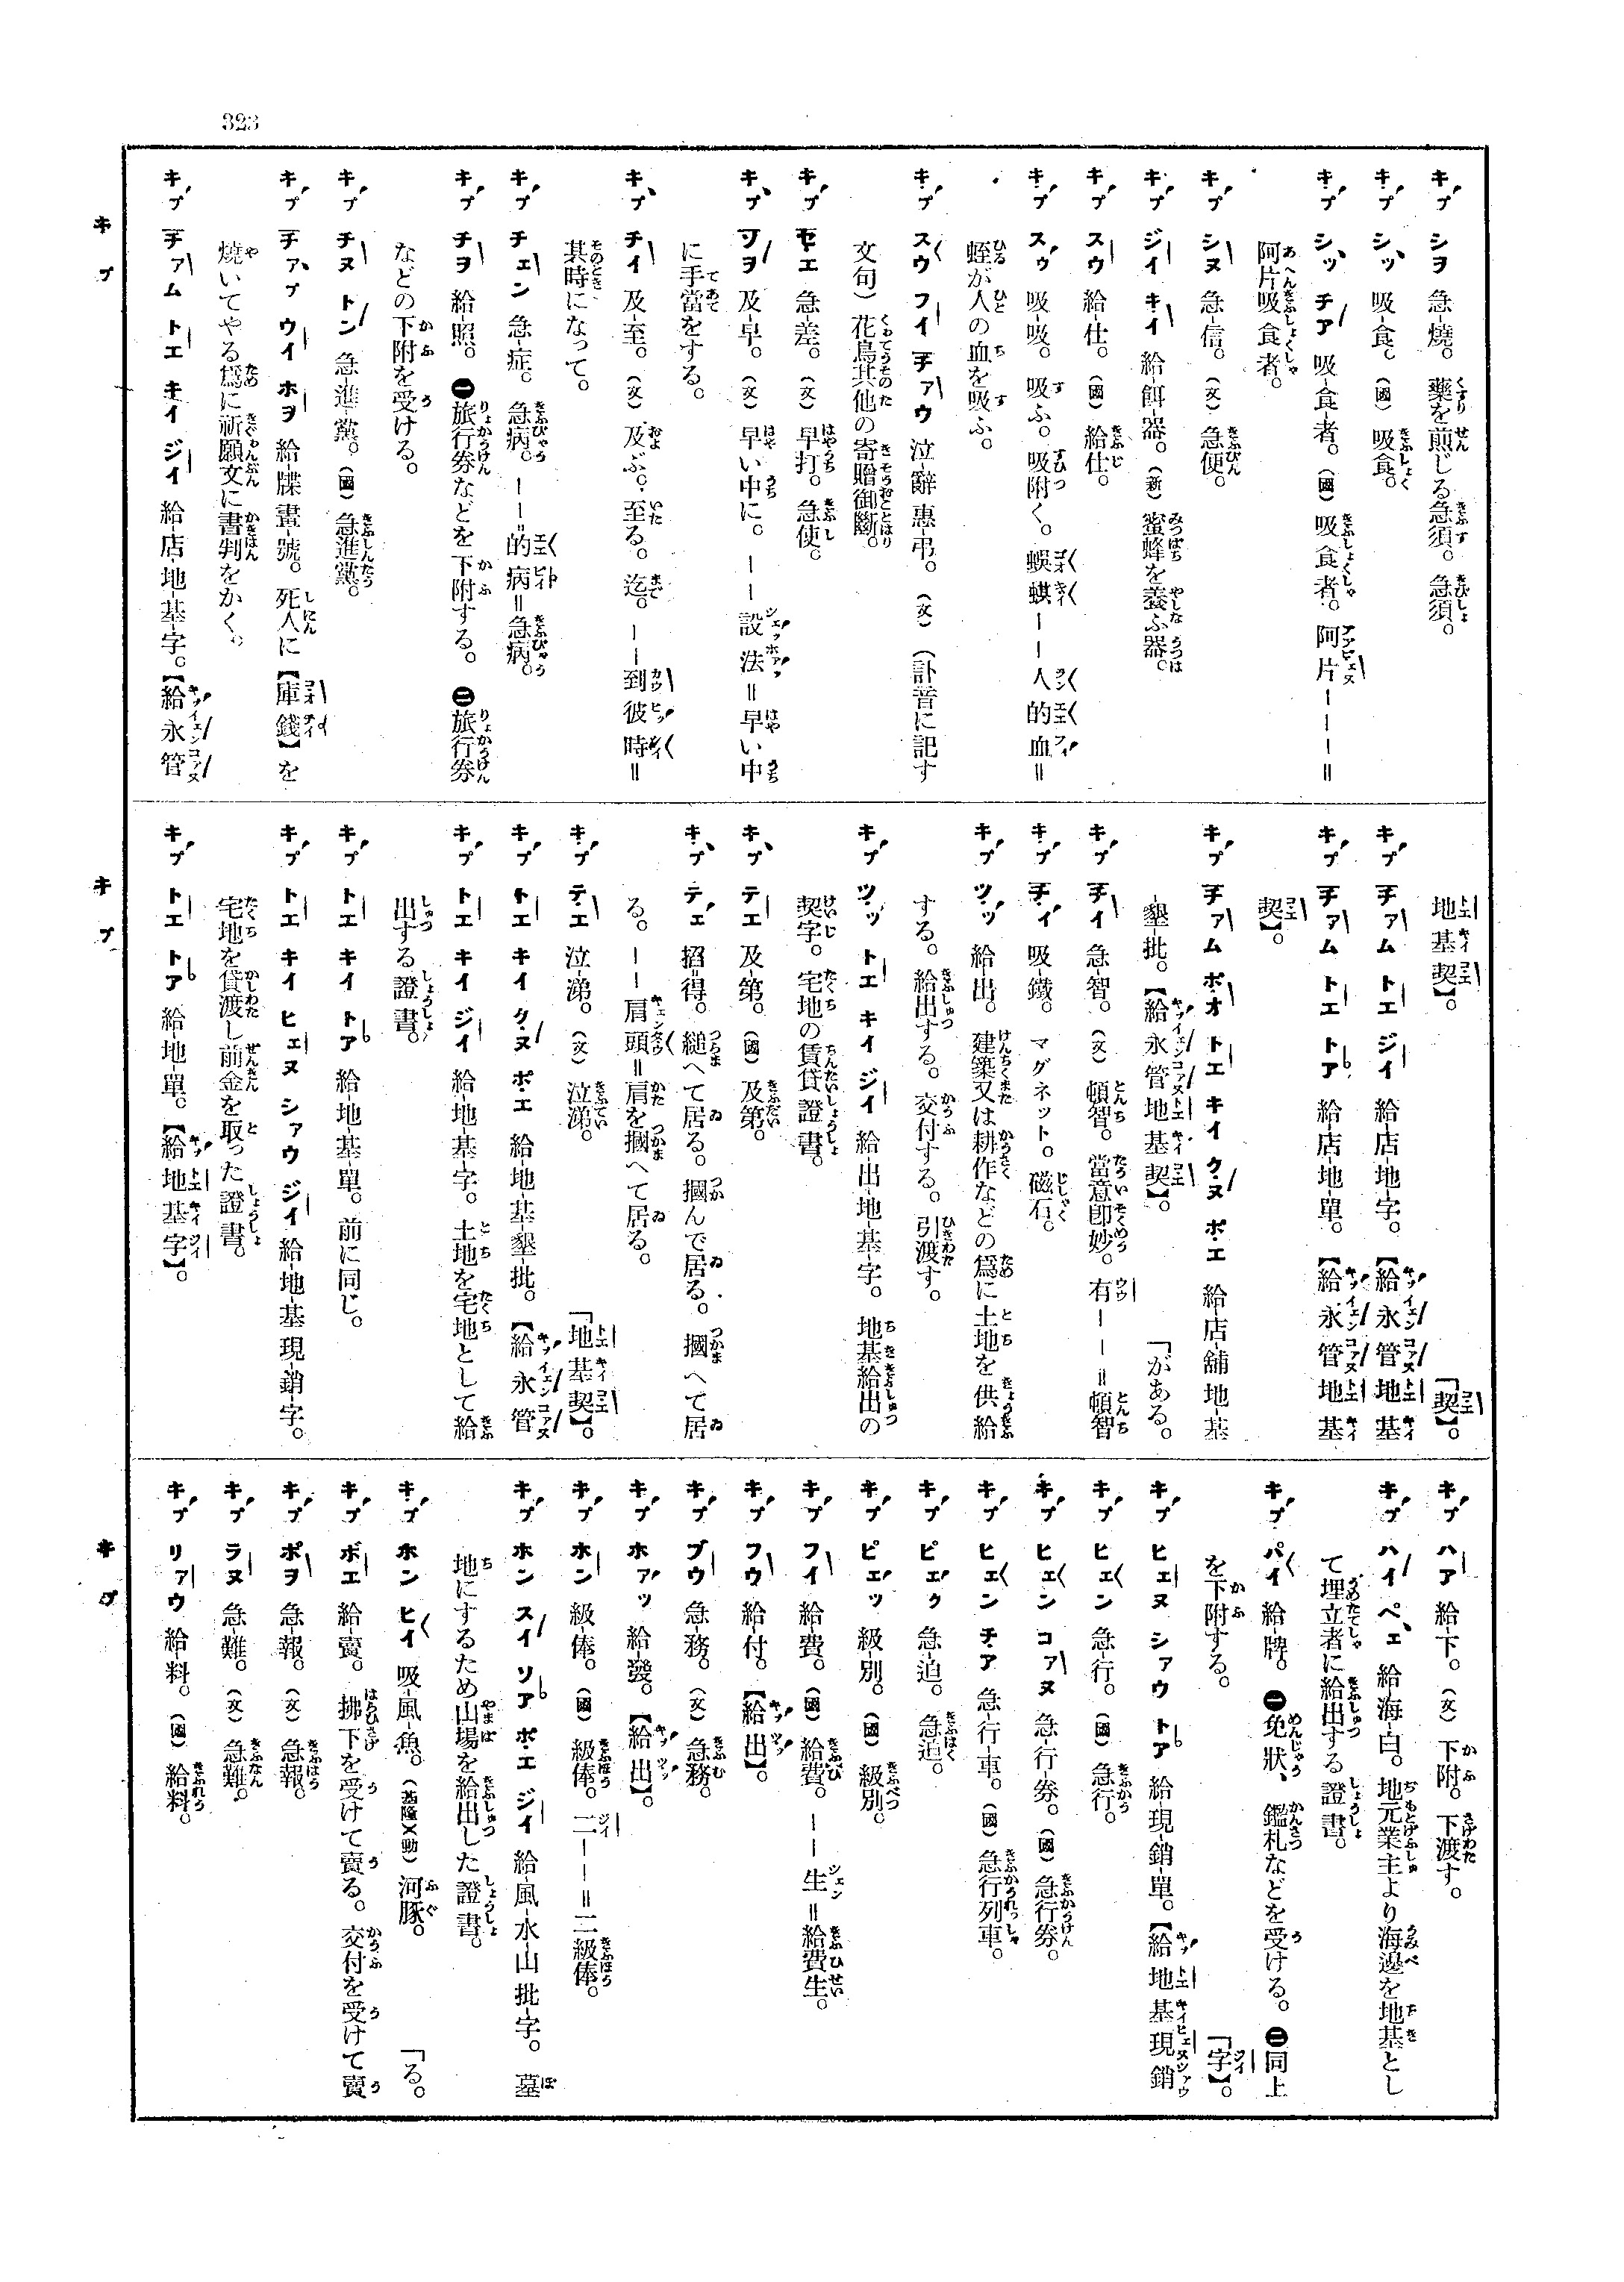 323
キプ シヲ 急-燒。 藥を煎じる急須。急須。
キプ シッ 吸-食。(國) 吸食。
キプ シッ チア 吸-食-者。(國) 吸食者。阿片－－－＝
阿片吸食者。
キプ シヌ 急-信。(文) 急便。
キプ ジイ キイ 給-餌-器。(新) 蜜蜂を養ふ器。
キプ スウ 給-仕。(國) 給仕。
キプ スゥ 吸-吸。 吸ふ。吸附く。蜈蜞－－人的血＝
蛭が人の血を吸ふ。
キプ スウ フイ チァウ 泣-辭 惠-弔。(文)(訃音に記す
文句) 花鳥其他の寄贈御斷。
キプ セエ 急-差。(文) 早打。急使。
キプ ソヲ 及-早。(文) 早い中に。－－設法＝早い中
に手當をする。
キプ チイ 及-至。(文) 及ぶ。至る。迄。－－到彼時＝
其時になって。
キプ チェン 急-症。 急病。－－的病＝急病。
キプ チヲ 給-照。 ㊀旅行券などを下附する。 ㊁旅行券
などの下附を受ける。
キプ チヌ トン 急-進-黨。(國) 急進黨。
キプ チァプ ウイ ホヲ 給-牒 畫-號。死人に【庫錢】を
燒いてやる爲に祈願文に書判をかく。
キプ チァム トエ キイ ジイ 給-店-地-基-字。【給永管
地基契】。
「契】。
キプ チァム トエ ジイ 給-店-地-字。【給永管地基
キプ チァム トエ トア 給-店-地-單。【給永管地基
契】。
キプ チァム ポオ トエ キイ クヌ ポエ 給-店-舖 地-基
-墾-批。【給永管地基契】。 「がある。
キプ チイ 急-智。(文) 頓智。當意卽妙。有－－＝頓智
キプ チィ 吸-鐵。 マグネット。磁石。
キプ ツッ 給-出。 建築又は耕作などの爲に土地を供給
する。給出する。交付する。引渡す。
キプ ツッ トエ キイ ジイ 給-出-地-基-字。 地基給出の
契字。宅地の賃貸證書。
キプ テエ 及-第。(國) 及第。
キプ テェ 招=得。 縋へて居る。摑んで居る。摑へて居
る。－－肩頭＝肩を摑へて居る。
キプ テエ 泣-涕。(文) 泣涕。 「地基契】。
キプ トエ キイ クヌ ポエ 給-地-基-墾-批。【給永管
キプ トエ キイ ジイ 給-地-基-字。 土地を宅地として給
出する證書。
キプ トエ キイ トア 給-地-基-單。前に同じ。
キプ トエ キイ ヒェヌ シァウ ジイ 給-地-基 現-銷-字。
宅地を貸渡し前金を取った證書。
キプ トエ トア 給-地-單。【給地基字】。
キプ ハア 給-下。(文) 下附。下渡す。
キプ ハイ ペェ 給-海-白。地元業主より海邊を地基とし
て埋立者に給出する證書。
キプ パイ 給-牌。 ㊀免狀、鑑札などを受ける。 ㊁同上
を下附する。 「字】。
キプ ヒェヌ シァウ トア 給-現-銷-單。【給地基現銷
キプ ヒェン 急-行。(國) 急行。
キプ ヒェン コァヌ 急-行-券。(國) 急行券。
キプ ヒェン チア 急-行-車。(國) 急行列車。
キプ ピェク 急-迫。 急迫。
キプ ピェッ 級-別。(國) 級別。
キプ フイ 給-費。(國) 給費。－－生＝給費生。
キプ フウ 給-付。【給出】。
キプ ブウ 急-務。(文) 急務。
キプ ホァッ 給-發。【給出】。
キプ ホン 級-俸。(國) 級俸。二－－＝二級俸。
キプ ホン スイ ソア ポエ ジイ 給-風-水-山 批-字。 墓
地にするため山場を給出した證書。
キプ ホン ヒイ 吸-風-魚。(基隆X動) 河豚。 「る。
キプ ボエ 給-賣。 拂下を受けて賣る。交付を受けて賣
キプ ポヲ 急-報。(文) 急報。
キプ ラヌ 急-難。(文) 急難。
キプ リァウ 給-料。(國) 給料。
キ プ
キ プ
キ プ